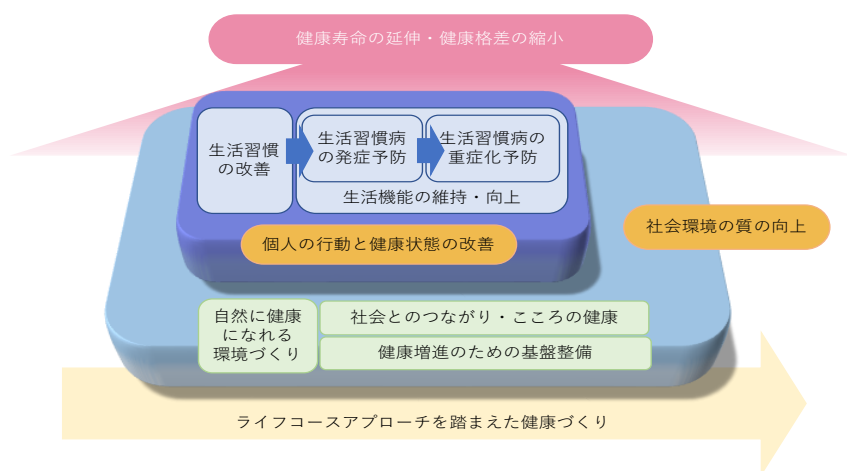 健康寿命の延伸・健康格差の縮小
生活習慣
の改善
生活習慣病
の発症予防
生活習慣病の
重症化予防
生活機能の維持・向上
個人の行動と健康状態の改善
社会環境の質の向上
自然に健康
になれる
環境づくり
社会とのつながり・こころの健康
健康増進のための基盤整備
ライフコースアプローチを踏まえた健康づくり